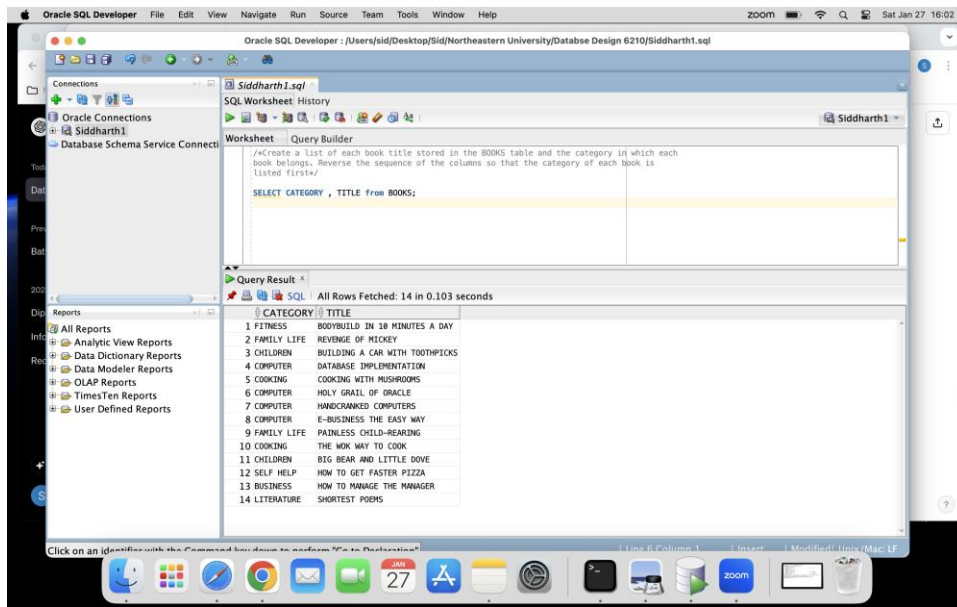 Oracle SQL Developer File Edit View Navigate Run Source Team Tools Window Help zoom Sat Jan 27 16:02
Oracle SQL Developer : /Users/sid/Desktop/Sid/Northeastern University/Databse Design 6210/Siddharth1.sql
Connections
Oracle Connections
Siddharth1
Database Schema Service Connecti
Siddharth1.sql
SQL Worksheet History
Siddharth1
Worksheet Query Builder
/*Create a list of each book title stored in the BOOKS table and the category in which each
book belongs. Reverse the sequence of the columns so that the category of each book is
listed first*/
SELECT CATEGORY , TITLE from BOOKS;
Query Result
SQL All Rows Fetched: 14 in 0.103 seconds
CATEGORY TITLE
1 FITNESS BODYBUILD IN 10 MINUTES A DAY
2 FAMILY LIFE REVENGE OF MICKEY
3 CHILDREN BUILDING A CAR WITH TOOTHPICKS
4 COMPUTER DATABASE IMPLEMENTATION
5 COOKING COOKING WITH MUSHROOMS
6 COMPUTER HOLY GRAIL OF ORACLE
7 COMPUTER HANDCRANKED COMPUTERS
8 COMPUTER E-BUSINESS THE EASY WAY
9 FAMILY LIFE PAINLESS CHILD-REARING
10 COOKING THE WOK WAY TO COOK
11 CHILDREN BIG BEAR AND LITTLE DOVE
12 SELF HELP HOW TO GET FASTER PIZZA
13 BUSINESS HOW TO MANAGE THE MANAGER
14 LITERATURE SHORTEST POEMS
Reports
All Reports
Analytic View Reports
Data Dictionary Reports
Data Modeler Reports
OLAP Reports
TimesTen Reports
User Defined Reports
Click on an identifier with the Command key down to perform "Go to Declaration"
Line 6 Column 1 Insert Modified Unix/Mac: LF
JAN
27
zoom